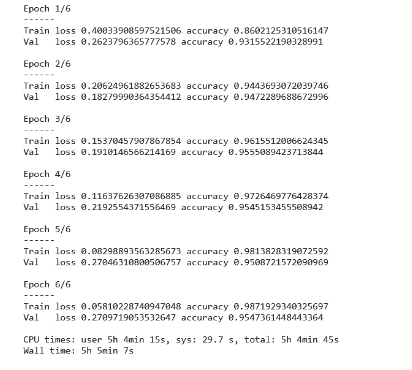 Epoch 1/6
------
Train loss 0.40033908597521506 accuracy 0.8602125310516147
Val loss 0.2623796365777578 accuracy 0.9315522190328991
Epoch 2/6
------
Train loss 0.20624961882653683 accuracy 0.9443693072039746
Val loss 0.18279990364354412 accuracy 0.9472289688672996
Epoch 3/6
------
Train loss 0.15370457907867854 accuracy 0.9615512006624345
Val loss 0.1910146566214169 accuracy 0.9555089423713844
Epoch 4/6
------
Train loss 0.11637626307086885 accuracy 0.9726469776428374
Val loss 0.2192554371556469 accuracy 0.9545153455508942
Epoch 5/6
------
Train loss 0.08298893563285673 accuracy 0.9813828319072592
Val loss 0.27046310800506757 accuracy 0.9508721572090969
Epoch 6/6
------
Train loss 0.05810228740947048 accuracy 0.9871929340325697
Val loss 0.2709719053532647 accuracy 0.9547361448443364
CPU times: user 5h 4min 15s, sys: 29.7 s, total: 5h 4min 45s
Wall time: 5h 5min 7s